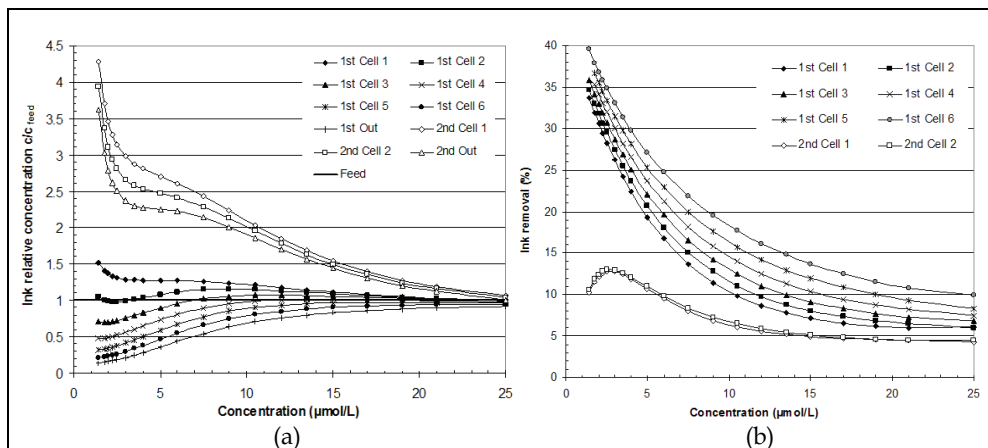 4.5
4
3.5
3
2.5
2
1.5
1
0.5
0
0 5 10 15 20 25
Concentration (µmol/L)
Ink relative concentration c/c feed
1st Cell 1 1st Cell 2
1st Cell 3 1st Cell 4
1st Cell 5 1st Cell 6
1st Out 2nd Cell 1
2nd Cell 2 2nd Out
Feed
(a)
40
35
30
25
20
15
10
5
0
0 5 10 15 20 25
Concentration (µmol/L)
Ink removal (%)
1st Cell 1 1st Cell 2
1st Cell 3 1st Cell 4
1st Cell 5 1st Cell 6
2nd Cell 1 2nd Cell 2
(b)